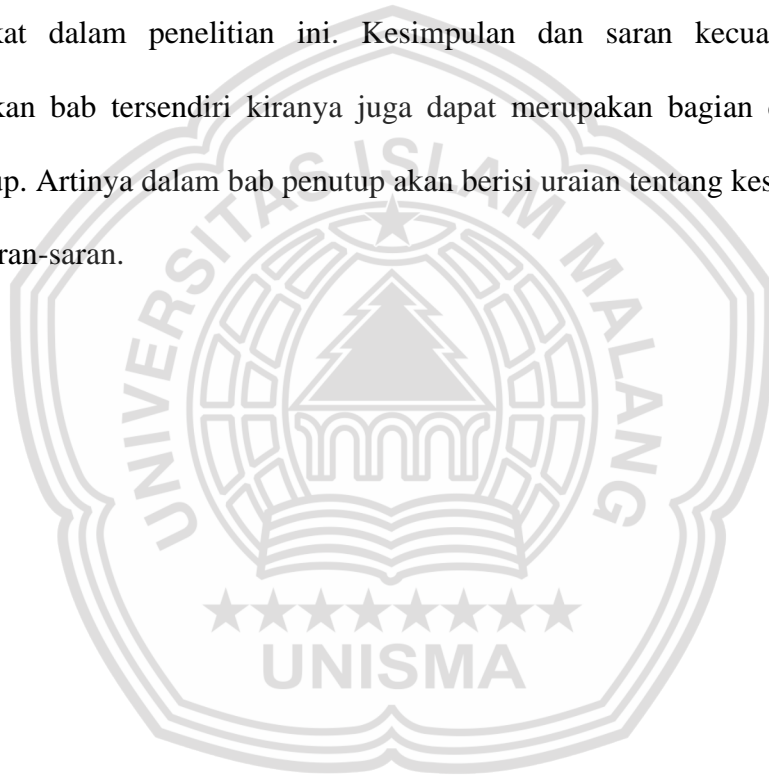 kat dalam penelitian ini. Kesimpulan dan saran kecua
kan bab tersendiri kiranya juga dapat merupakan bagian
up. Artinya dalam bab penutup akan berisi uraian tentang kes
ran-saran.
UNIVERSITAS ISLAM MALANG
UNISMA